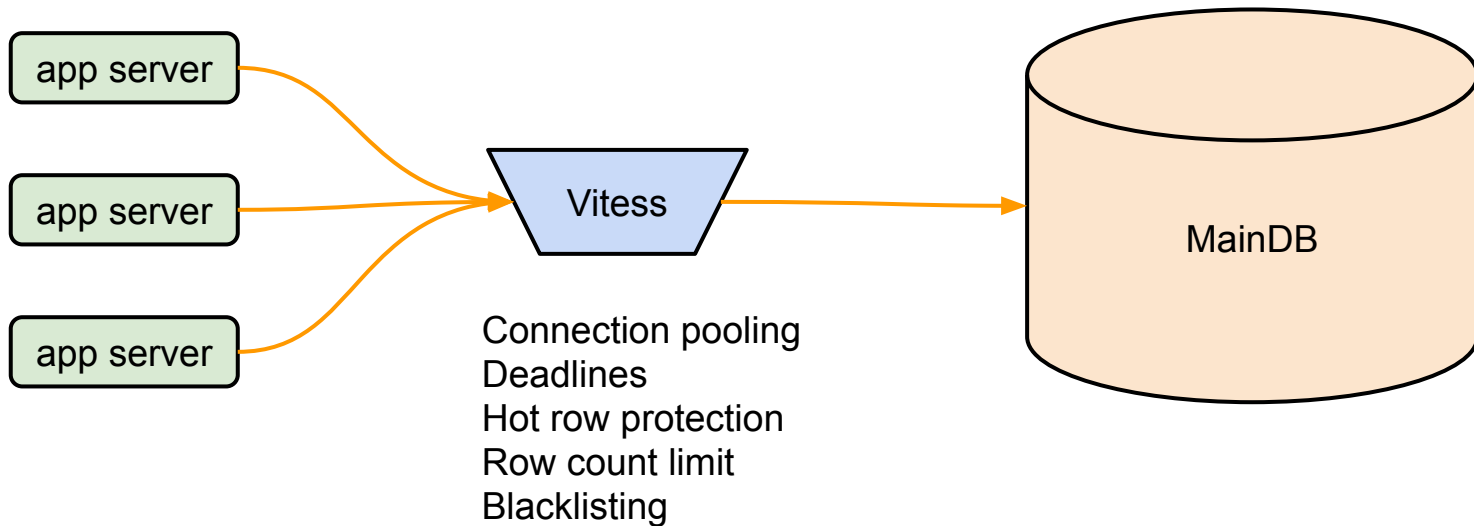 app server
app server
app server
Vitess
MainDB
Connection pooling
Deadlines
Hot row protection
Row count limit
Blacklisting